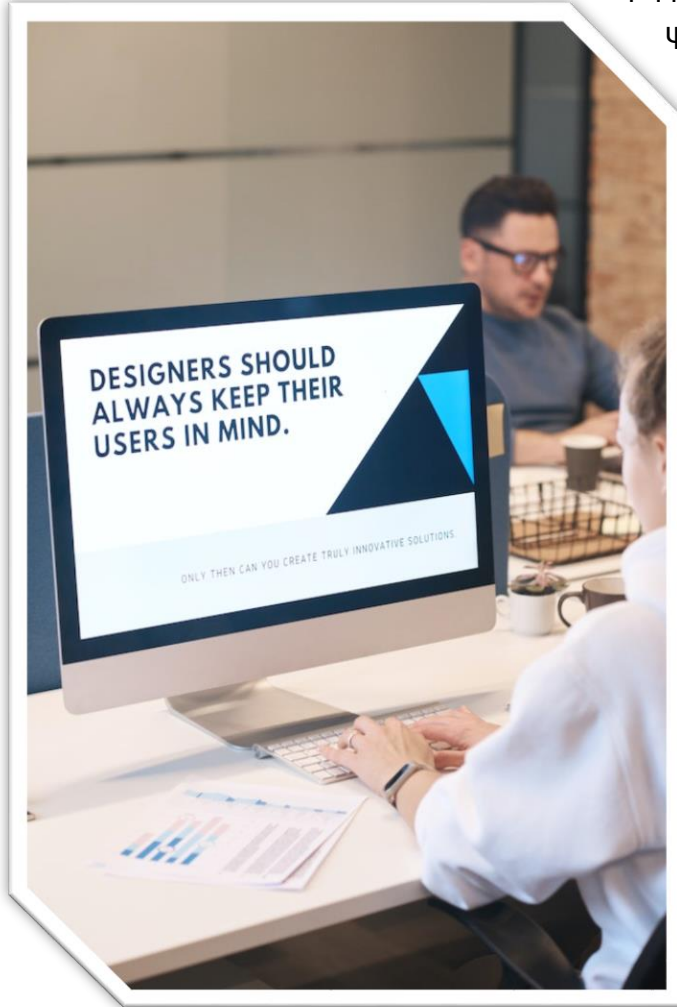 DESIGNERS SHOULD
ALWAYS KEEP THEIR
USERS IN MIND.
ONLY THEN CAN YOU CREATE TRULY INNOVATIVE SOLUTIONS.